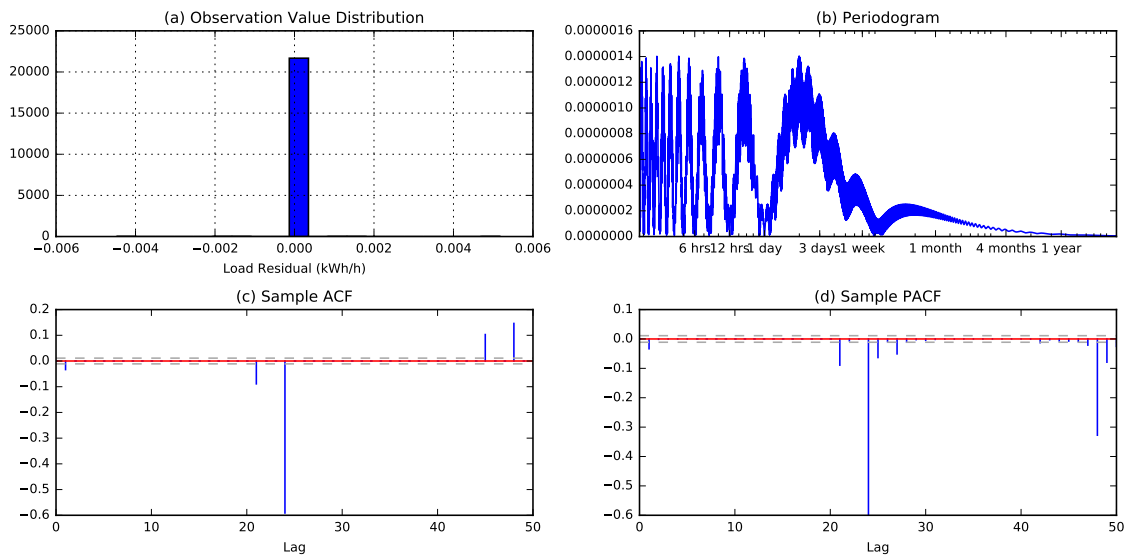 (a) Observation Value Distribution
25000
20000
15000
10000
5000
0
−0.006 −0.004 −0.002 0.000 0.002 0.004 0.006
Load Residual (kWh/h)
(b) Periodogram
0.0000016
0.0000014
0.0000012
0.0000010
0.0000008
0.0000006
0.0000004
0.0000002
0.0000000
6 hrs 12 hrs 1 day 3 days 1 week 1 month 4 months 1 year
(c) Sample ACF
0.2
0.1
0.0
−0.1
−0.2
−0.3
−0.4
−0.5
−0.6
0 10 20 30 40 50
Lag
(d) Sample PACF
0.1
0.0
−0.1
−0.2
−0.3
−0.4
−0.5
−0.6
0 10 20 30 40 50
Lag